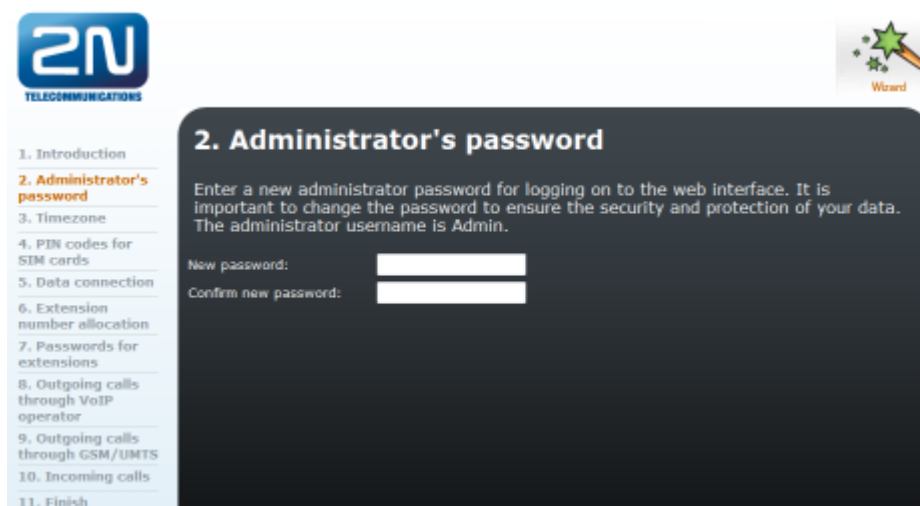 2N
TELECOMMUNICATIONS
Wizard
1. Introduction
2. Administrator's
password
3. Timezone
4. PIN codes for
SIM cards
5. Data connection
6. Extension
number allocation
7. Passwords for
extensions
8. Outgoing calls
through VoIP
operator
9. Outgoing calls
through GSM/UMTS
10. Incoming calls
11. Finish
2. Administrator's password
Enter a new administrator password for logging on to the web interface. It is
important to change the password to ensure the security and protection of your data.
The administrator username is Admin.
New password:
Confirm new password: